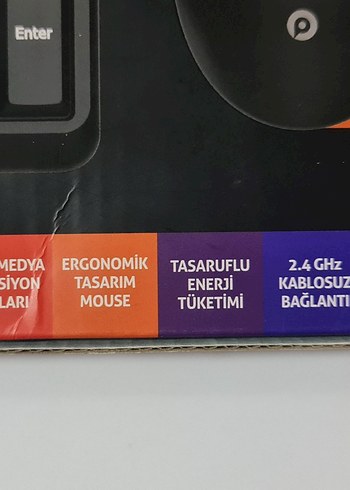 Enter
MEDYA
SİYON
LARI
ERGONOMİK
TASARIM
MOUSE
TASARUFLU
ENERJİ
TÜKETİMİ
2.4 GHz
KABLOSUZ
BAĞLANTI